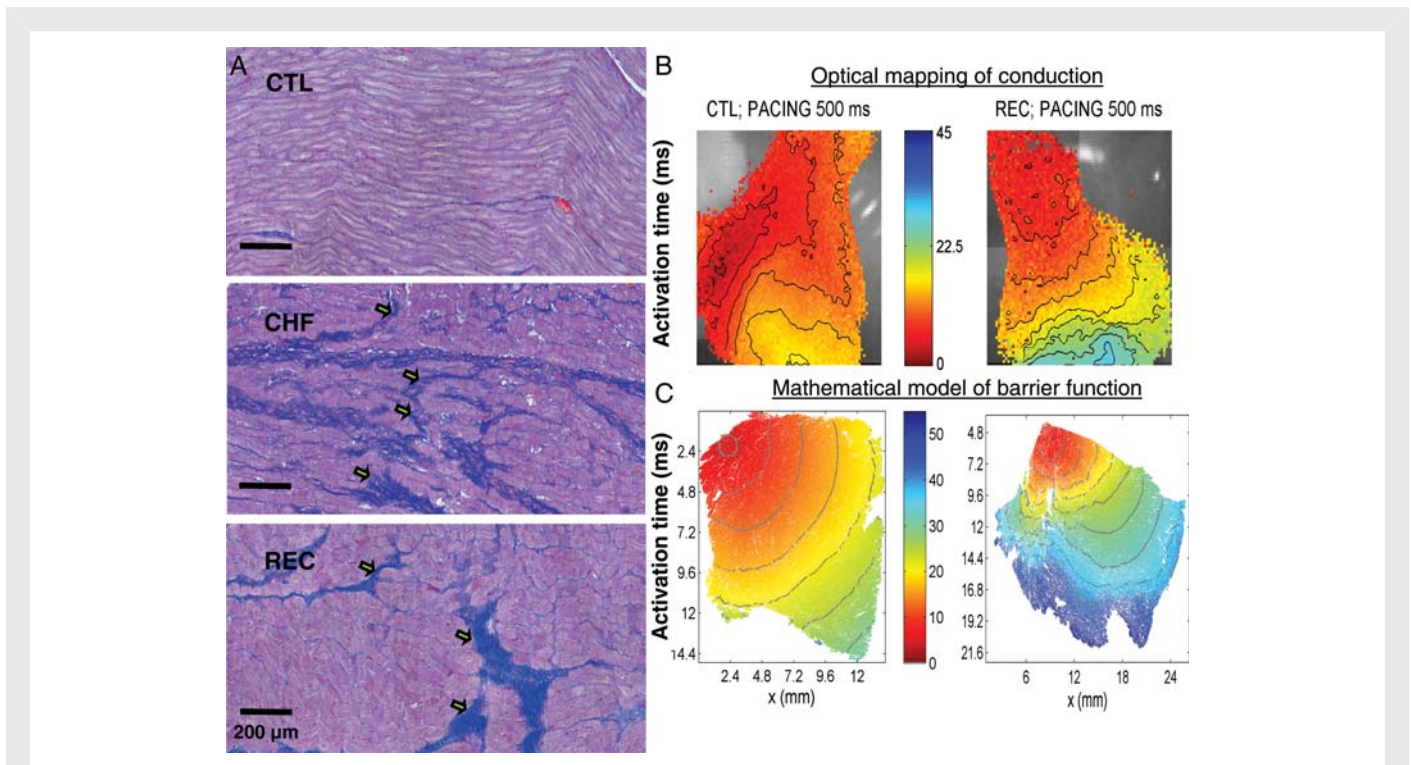 A
CTL
CHF
REC
200 µm
B
Optical mapping of conduction
CTL; PACING 500 ms
REC; PACING 500 ms
Activation time (ms)
45
22.5
0
C
Mathematical model of barrier function
Activation time (ms)
2.4
4.8
7.2
9.6
12
14.4
2.4 4.8 7.2 9.6 12
x (mm)
50
40
30
20
10
0
4.8
7.2
9.6
12
14.4
16.8
19.2
21.6
6 12 18 24
x (mm)